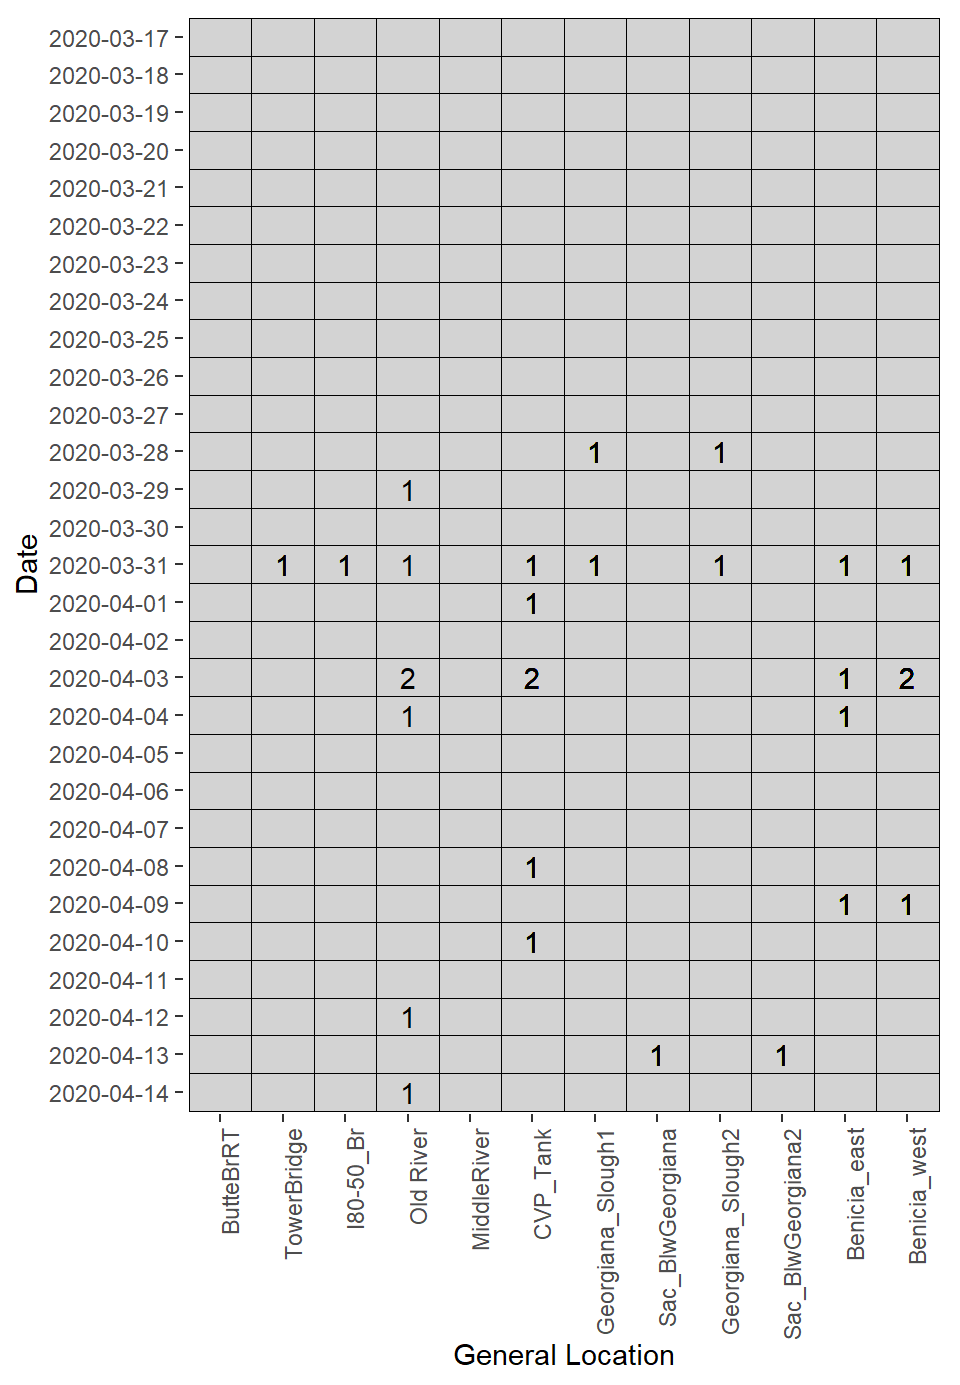 2020-03-17
2020-03-18
2020-03-19
2020-03-20
2020-03-21
2020-03-22
2020-03-23
2020-03-24
2020-03-25
2020-03-26
2020-03-27
2020-03-28 1 1
2020-03-29 1
2020-03-30
2020-03-31 1 1 1 1 1 1 1 1
2020-04-01 1
2020-04-02
2020-04-03 2 2 1 2
2020-04-04 1 1
2020-04-05
2020-04-06
2020-04-07
2020-04-08 1
2020-04-09 1 1
2020-04-10 1
2020-04-11
2020-04-12 1
2020-04-13 1 1
2020-04-14 1
Date
ButteBrRT
TowerBridge
I80-50_Br
Old River
MiddleRiver
CVP_Tank
Georgiana_Slough1
Sac_BlwGeorgiana
Georgiana_Slough2
Sac_BlwGeorgiana2
Benicia_east
Benicia_west
General Location